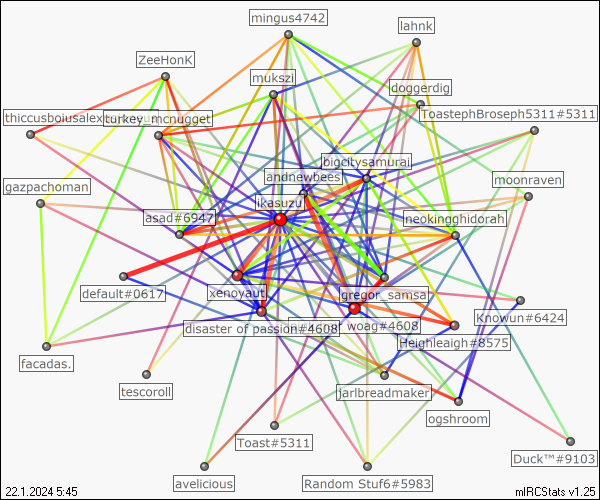 mingus4742
lahnk
ZeeHonK
mukszi
doggerdig
ToastephBroseph5311#5311
turkey_mcnugget
bigcitysamurai
andnewbees
moonraven
gazpachoman
ikasuzu
asad#6947
neokingghidorah
default#0617
xenoyaut
gregor_samsa
Knowun#6424
disaster of passion#4608
woag#4608
Heighleaigh#8575
facadas.
tescoroll
jarlbreadmaker
ogshroom
Toast#5311
Duck™#9103
avelicious
Random Stuf6#5983
22.1.2024 5:45
mIRCStats v1.25